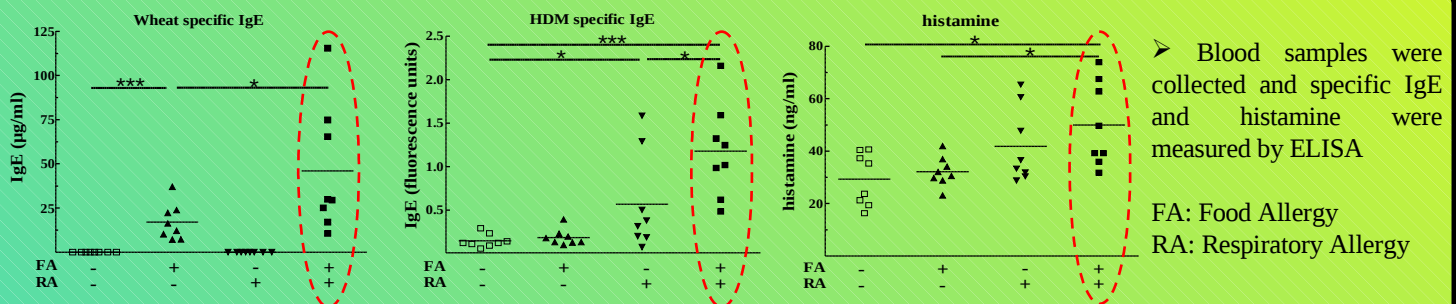 Wheat specific IgE
IgE (µg/ml)
125
100
75
50
25
***
*
FA - + - +
RA - - + +
HDM specific IgE
IgE (fluorescence units)
2.5
2.0
1.5
1.0
0.5
***
*
*
FA - + - +
RA - - + +
histamine
histamine (ng/ml)
80
60
40
20
*
*
FA - + - +
RA - - + +
➢ Blood samples were
collected and specific IgE
and histamine were
measured by ELISA
FA: Food Allergy
RA: Respiratory Allergy